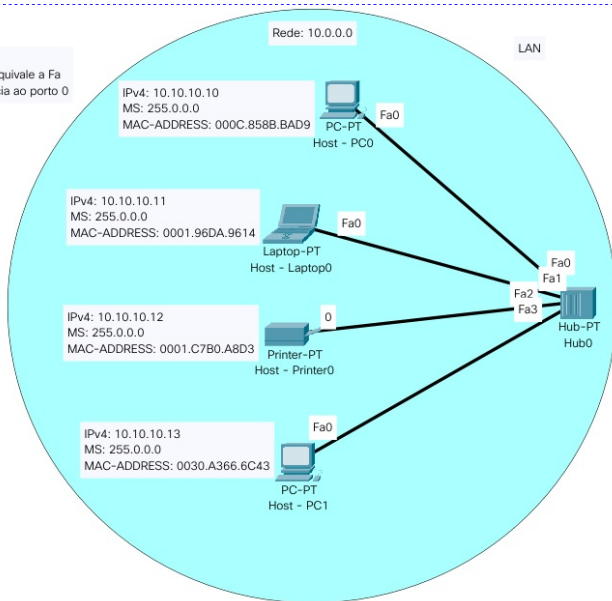 Rede: 10.0.0.0
LAN
quivale a Fa
ia ao porto 0
IPv4: 10.10.10.10
MS: 255.0.0.0
MAC-ADDRESS: 000C.858B.BAD9
Fa0
PC-PT
Host - PC0
IPv4: 10.10.10.11
MS: 255.0.0.0
MAC-ADDRESS: 0001.96DA.9614
Fa0
Laptop-PT
Host - Laptop0
Fa0
Fa1
Fa2
Fa3
Hub-PT
Hub0
IPv4: 10.10.10.12
MS: 255.0.0.0
MAC-ADDRESS: 0001.C7B0.A8D3
0
Printer-PT
Host - Printer0
IPv4: 10.10.10.13
MS: 255.0.0.0
MAC-ADDRESS: 0030.A366.6C43
Fa0
PC-PT
Host - PC1